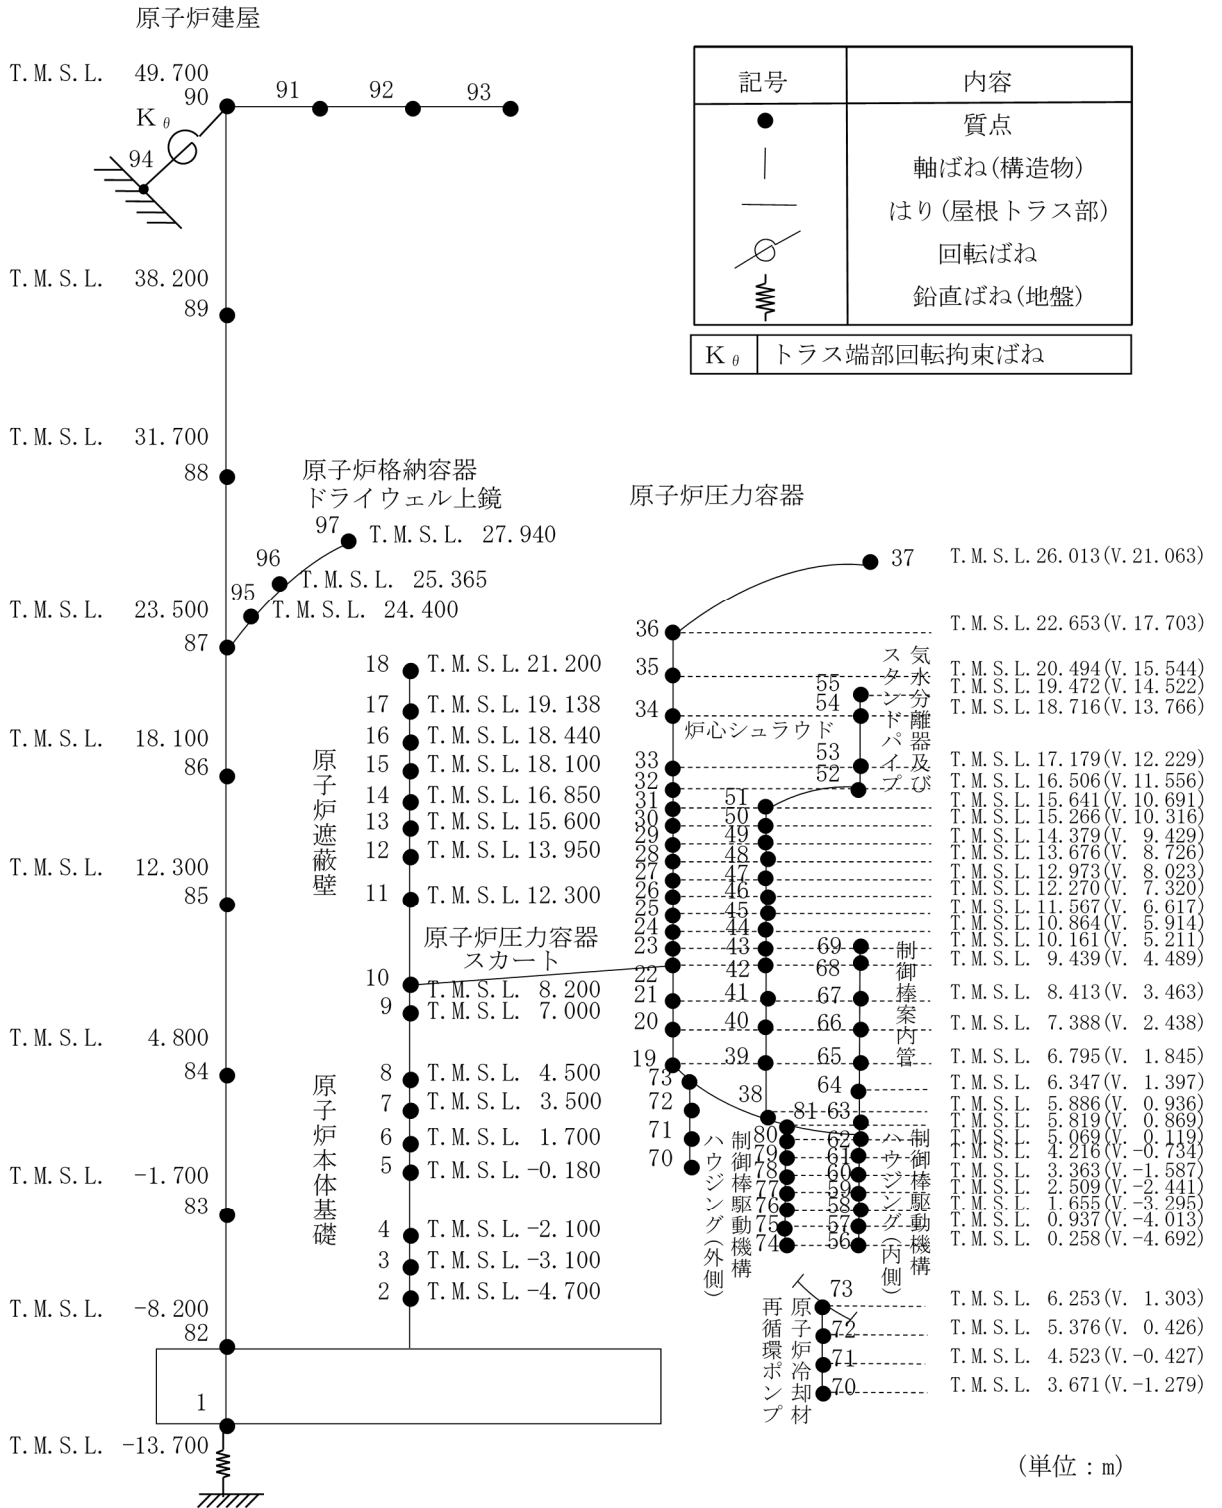 原子炉建屋
T.M.S.L. 49.700
90
91
92
93
Kθ
94
T.M.S.L. 38.200
89
T.M.S.L. 31.700
88
T.M.S.L. 23.500
87
T.M.S.L. 18.100
86
T.M.S.L. 12.300
85
T.M.S.L. 4.800
84
T.M.S.L. -1.700
83
T.M.S.L. -8.200
82
1
T.M.S.L. -13.700
記号 内容
質点
軸ばね(構造物)
はり(屋根トラス部)
回転ばね
鉛直ばね(地盤)
Kθ トラス端部回転拘束ばね
原子炉格納容器
ドライウェル上鏡
97 T.M.S.L. 27.940
96 T.M.S.L. 25.365
95 T.M.S.L. 24.400
18 T.M.S.L. 21.200
17 T.M.S.L. 19.138
16 T.M.S.L. 18.440
15 T.M.S.L. 18.100
14 T.M.S.L. 16.850
13 T.M.S.L. 15.600
12 T.M.S.L. 13.950
11 T.M.S.L. 12.300
原子炉遮蔽壁
原子炉圧力容器
スカート
10 T.M.S.L. 8.200
9 T.M.S.L. 7.000
8 T.M.S.L. 4.500
7 T.M.S.L. 3.500
6 T.M.S.L. 1.700
5 T.M.S.L. -0.180
4 T.M.S.L. -2.100
3 T.M.S.L. -3.100
2 T.M.S.L. -4.700
原子炉本体基礎
原子炉圧力容器
37
36
35
34
33
32
31
30
29
28
27
26
25
24
23
22
21
20
19
73
72
71
70
炉心シュラウド
51
50
49
48
47
46
45
44
43
42
41
40
39
38
気水分離器及び
スタンドパイプ
55
54
53
52
制御棒案内管
69
68
67
66
65
64
63
62
61
60
59
58
57
56
制御棒駆動機構
ハウジング(内側)
81
80
79
78
77
76
75
74
制御棒駆動機構
ハウジング(外側)
T.M.S.L. 26.013(V. 21.063)
T.M.S.L. 22.653(V. 17.703)
T.M.S.L. 20.494(V. 15.544)
T.M.S.L. 19.472(V. 14.522)
T.M.S.L. 18.716(V. 13.766)
T.M.S.L. 17.179(V. 12.229)
T.M.S.L. 16.506(V. 11.556)
T.M.S.L. 15.641(V. 10.691)
T.M.S.L. 15.266(V. 10.316)
T.M.S.L. 14.379(V. 9.429)
T.M.S.L. 13.676(V. 8.726)
T.M.S.L. 12.973(V. 8.023)
T.M.S.L. 12.270(V. 7.320)
T.M.S.L. 11.567(V. 6.617)
T.M.S.L. 10.864(V. 5.914)
T.M.S.L. 10.161(V. 5.211)
T.M.S.L. 9.439(V. 4.489)
T.M.S.L. 8.413(V. 3.463)
T.M.S.L. 7.388(V. 2.438)
T.M.S.L. 6.795(V. 1.845)
T.M.S.L. 6.347(V. 1.397)
T.M.S.L. 5.886(V. 0.936)
T.M.S.L. 5.819(V. 0.869)
T.M.S.L. 5.069(V. 0.119)
T.M.S.L. 4.216(V.-0.734)
T.M.S.L. 3.363(V.-1.587)
T.M.S.L. 2.509(V.-2.441)
T.M.S.L. 1.655(V.-3.295)
T.M.S.L. 0.937(V.-4.013)
T.M.S.L. 0.258(V.-4.692)
原子炉冷却材
再循環ポンプ
73 T.M.S.L. 6.253(V. 1.303)
72 T.M.S.L. 5.376(V. 0.426)
71 T.M.S.L. 4.523(V.-0.427)
70 T.M.S.L. 3.671(V.-1.279)
(単位：m)